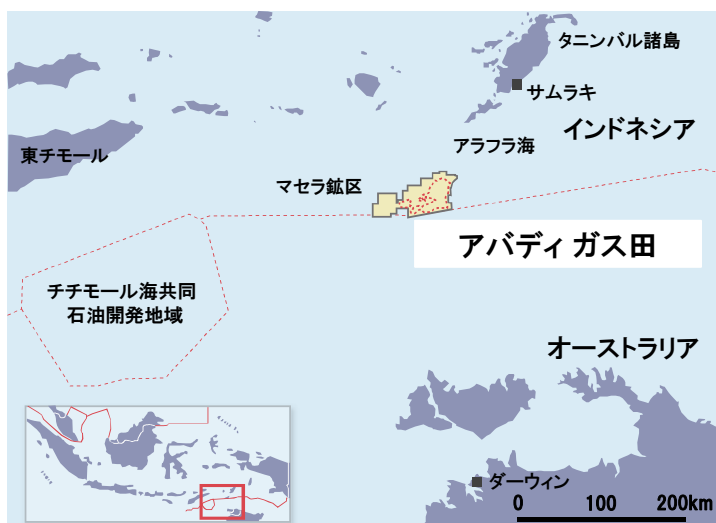 タニンバル諸島
サムラキ
インドネシア
アラフラ海
東チモール
マセラ鉱区
アバディ ガス田
チチモール海共同
石油開発地域
オーストラリア
ダーウィン
0 100 200km